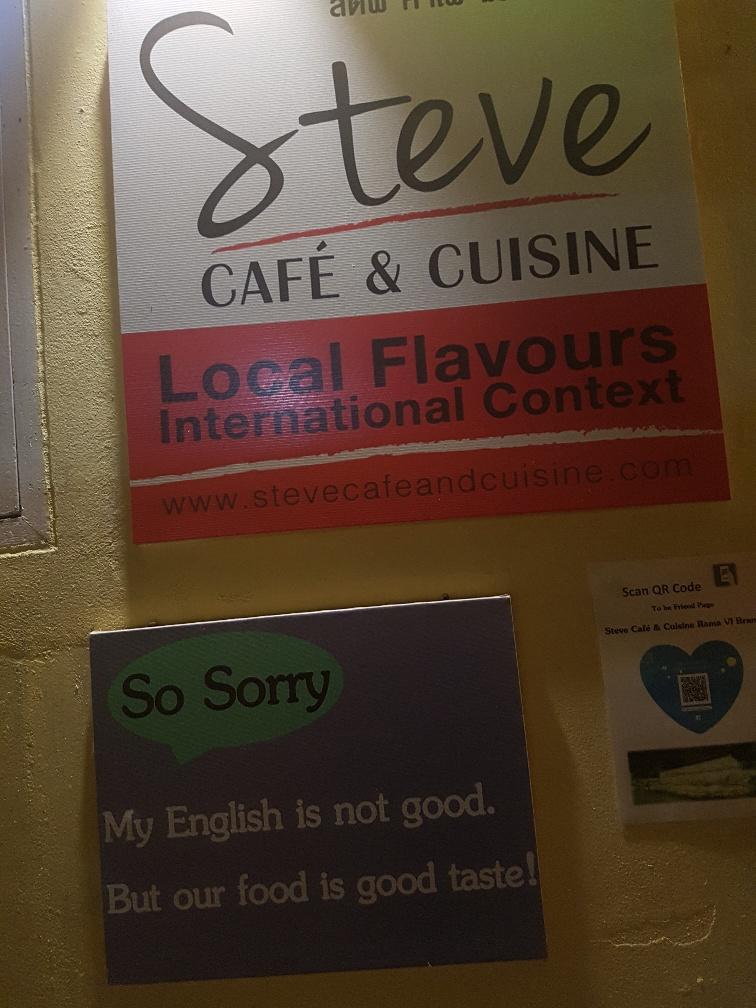 Steve
CAFÉ & CUISINE
Local Flavours
International Context
www.stevecafeandcuisine.com
So Sorry
My English is not good.
But our food is good taste!
Scan QR Code
To be Friend Page
Steve Café & Cuisine Rama VI